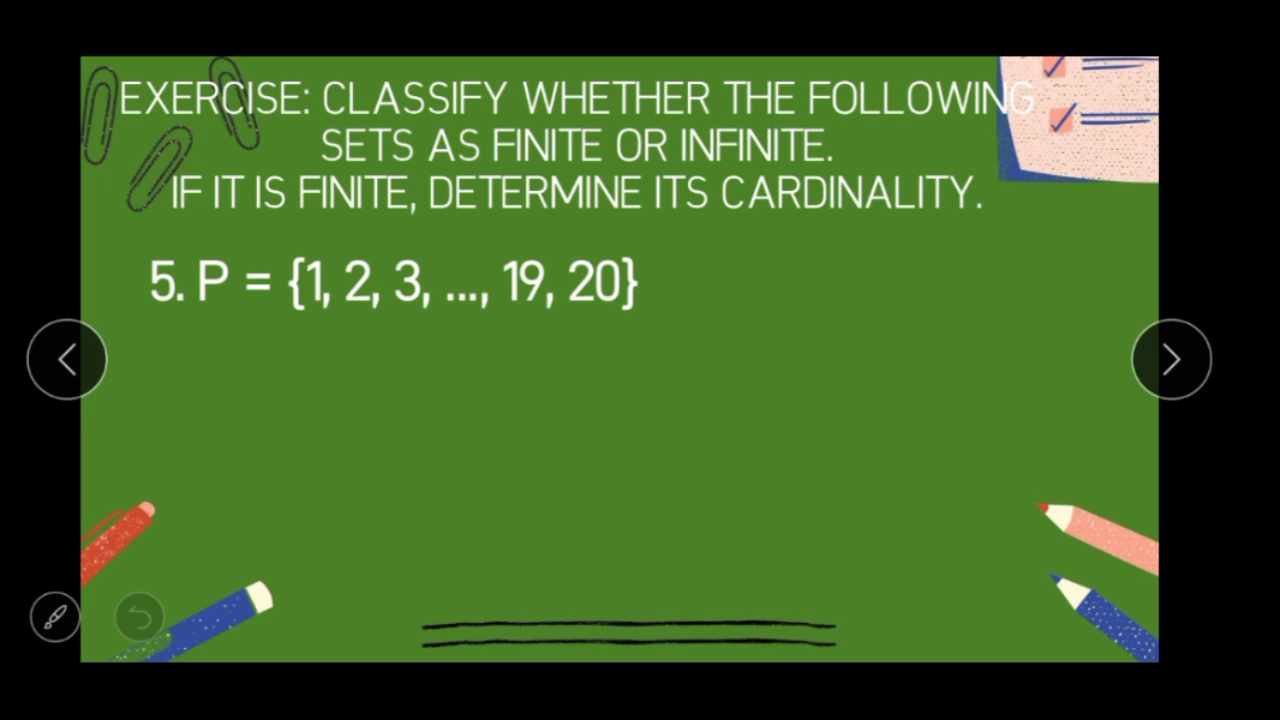 EXERCISE: CLASSIFY WHETHER THE FOLLOWING
SETS AS FINITE OR INFINITE.
IF IT IS FINITE, DETERMINE ITS CARDINALITY.
5. P = {1, 2, 3, ..., 19, 20}